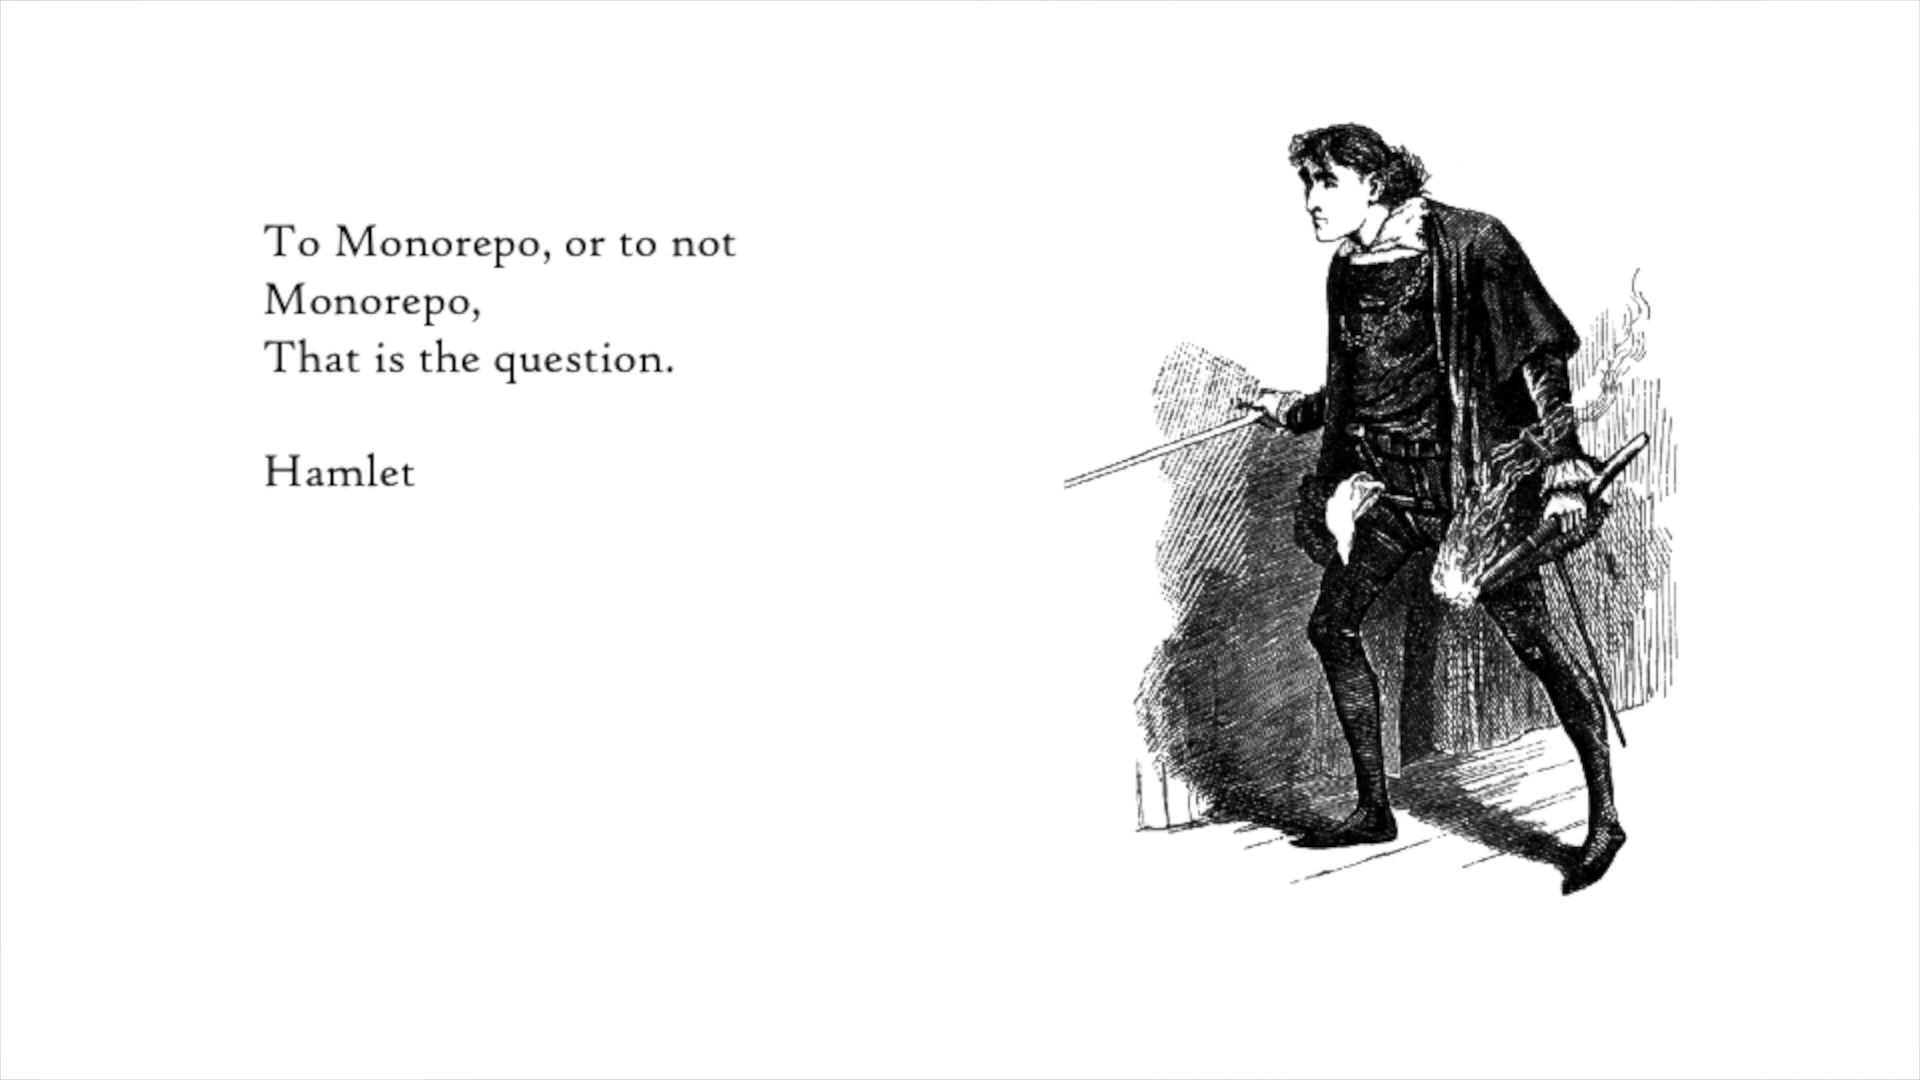 To Monorepo, or to not
Monorepo,
That is the question.
Hamlet